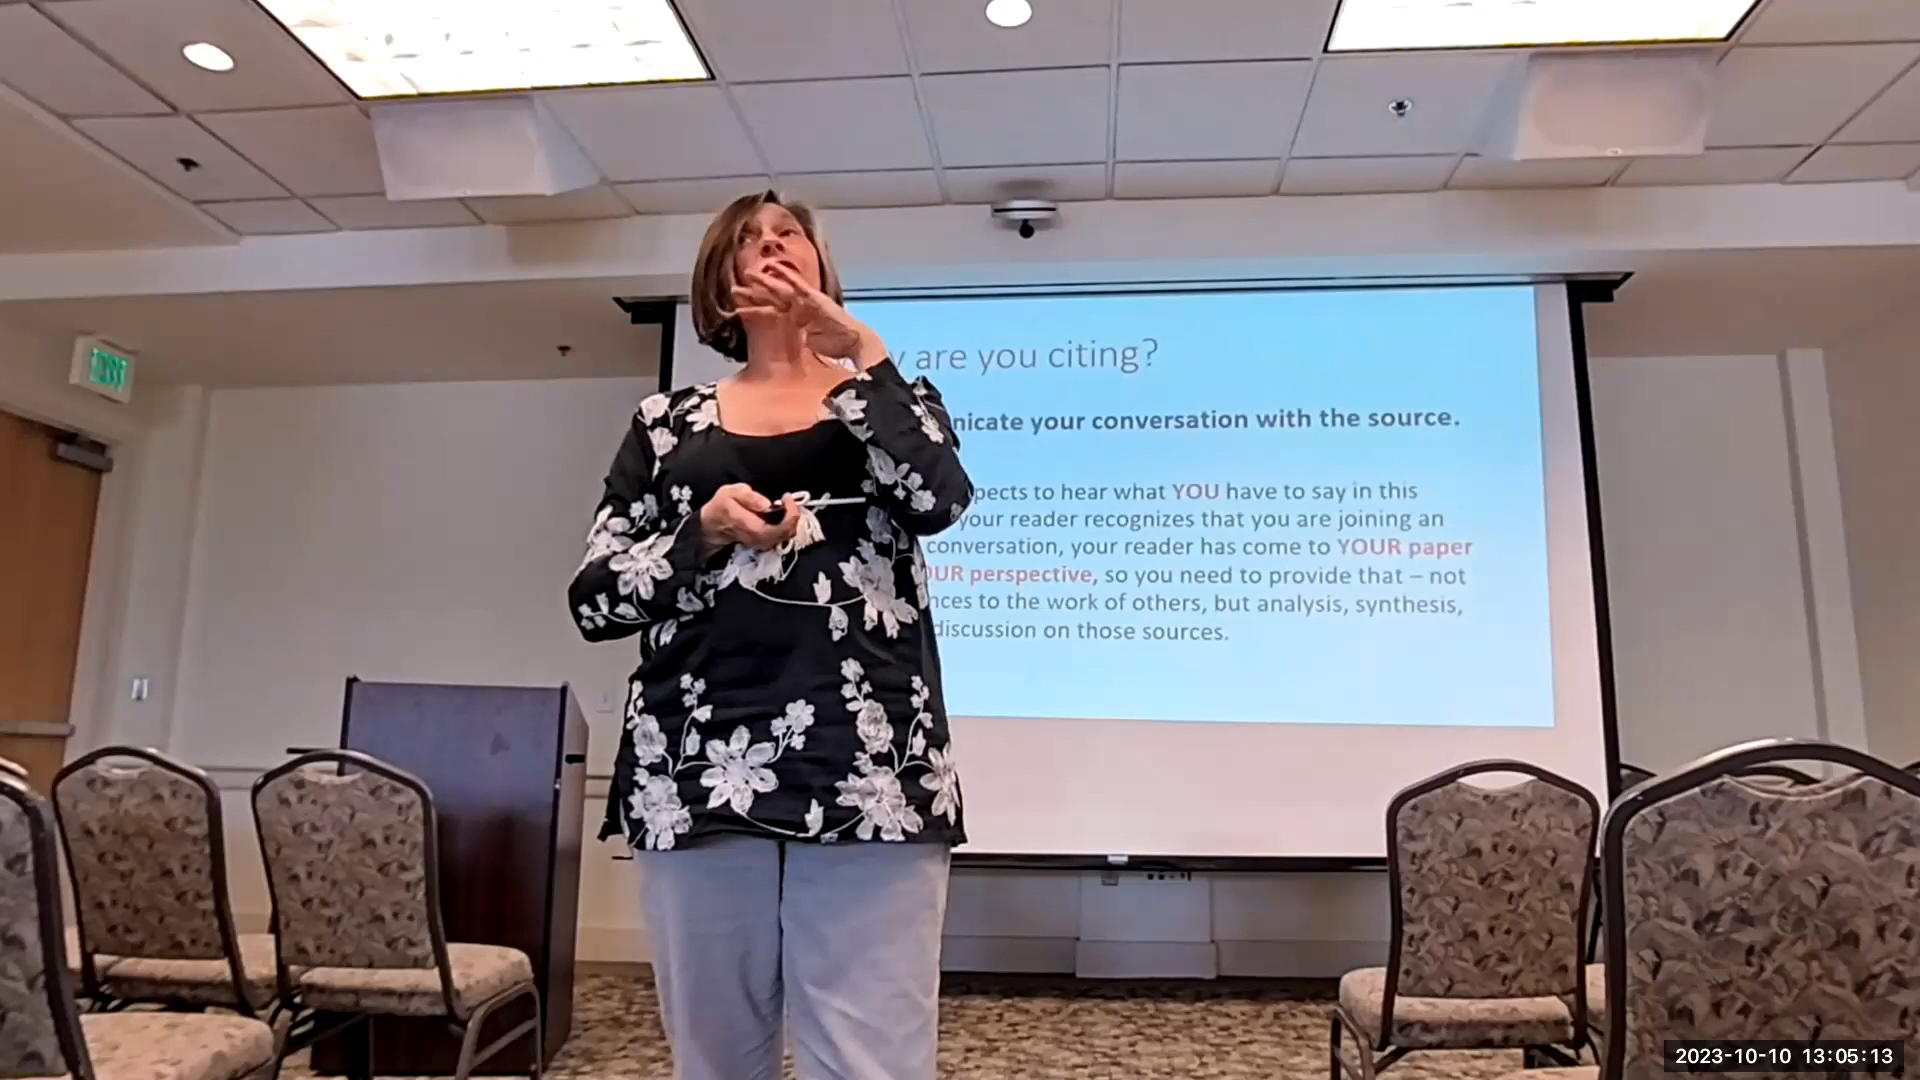 are you citing?
your conversation with the source.
to hear what YOU have to say in this
your reader recognizes that you are joining an
conversation, your reader has come to YOUR paper
perspective, so you need to provide that – not
to the work of others, but analysis, synthesis,
discussion on those sources.
2023-10-10 13:05:13